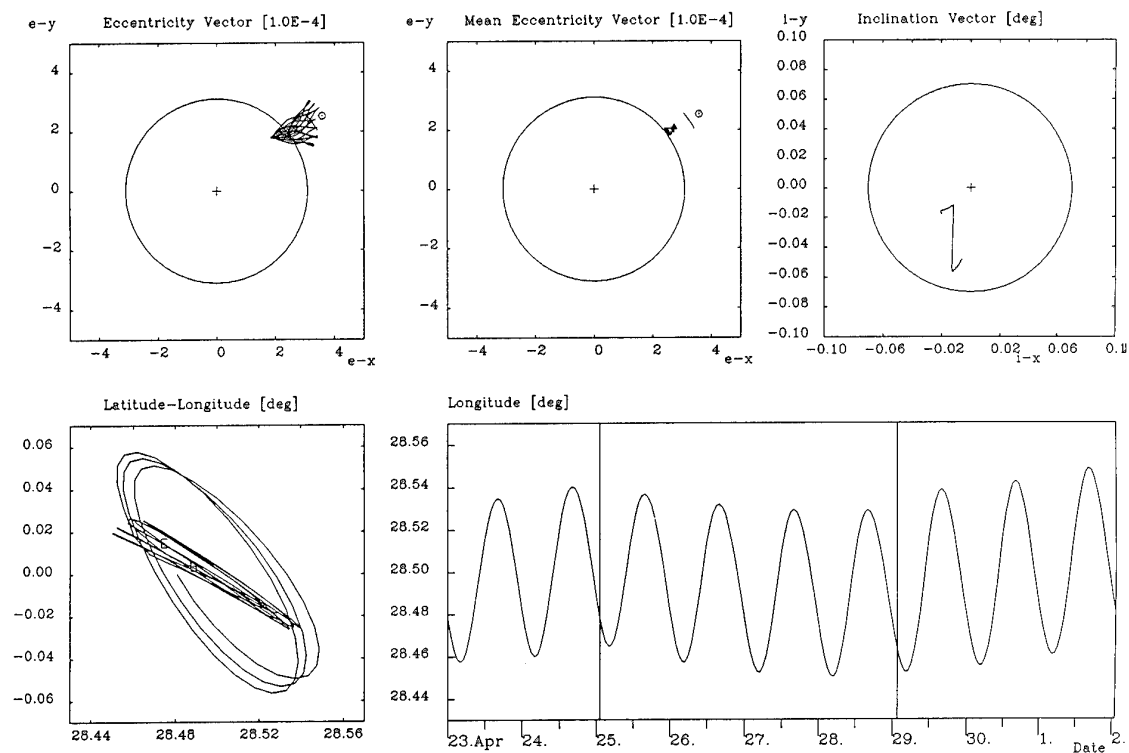 e-y Eccentricity Vector [1.0E-4]
4
2
0
-2
-4
-4 -2 0 2 4 e-x
e-y Mean Eccentricity Vector [1.0E-4]
4
2
0
-2
-4
-4 -2 0 2 4 e-x
i-y Inclination Vector [deg]
0.10
0.08
0.06
0.04
0.02
0.00
-0.02
-0.04
-0.06
-0.08
-0.10
-0.10 -0.06 -0.02 0.02 0.06 0.1
i-x
Latitude-Longitude [deg]
0.06
0.04
0.02
0.00
-0.02
-0.04
-0.06
28.44 28.48 28.52 28.56
Longitude [deg]
28.56
28.54
28.52
28.50
28.48
28.46
28.44
23.Apr 24. 25. 26. 27. 28. 29. 30. 1. 2.
Date